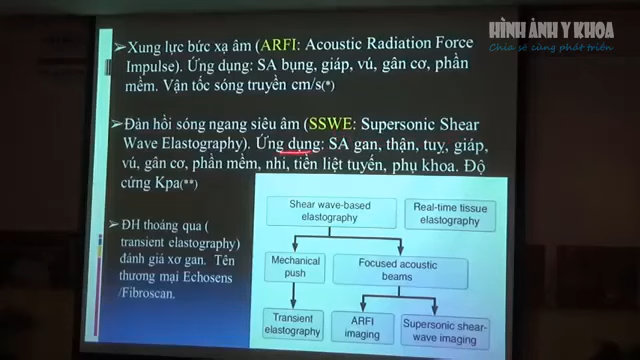 HÌNH ẢNH Y KHOA
Chia sẻ cùng phát triển
➢Xung lực bức xạ âm (ARFI: Acoustic Radiation Force
Impulse). Ứng dụng: SA bụng, giáp, vú, gân cơ, phần
mềm. Vận tốc sóng truyền cm/s(*)
➢Đàn hồi sóng ngang siêu âm (SSWE: Supersonic Shear
Wave Elastography). Ứng dụng: SA gan, thận, tuỵ, giáp,
vú, gân cơ, phần mềm, nhi, tiền liệt tuyến, phụ khoa. Độ
cứng Kpa(**)
➢ĐH thoáng qua (
transient elastography)
đánh giá xơ gan. Tên
thương mại Echosens
/Fibroscan.
Shear wave-based
elastography
Real-time tissue
elastography
Mechanical
push
Focused acoustic
beams
Transient
elastography
ARFI
imaging
Supersonic shear-
wave imaging